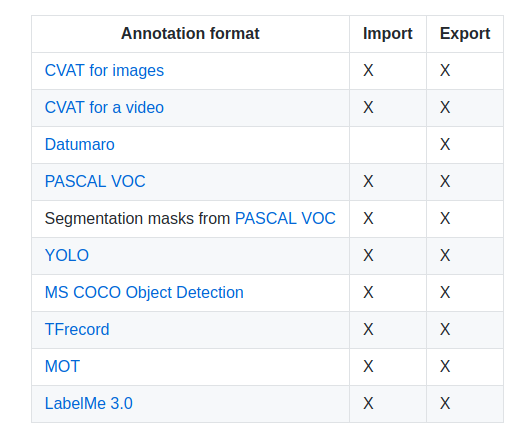 Annotation format Import Export
CVAT for images X X
CVAT for a video X X
Datumaro X
PASCAL VOC X X
Segmentation masks from PASCAL VOC X X
YOLO X X
MS COCO Object Detection X X
TFrecord X X
MOT X X
LabelMe 3.0 X X